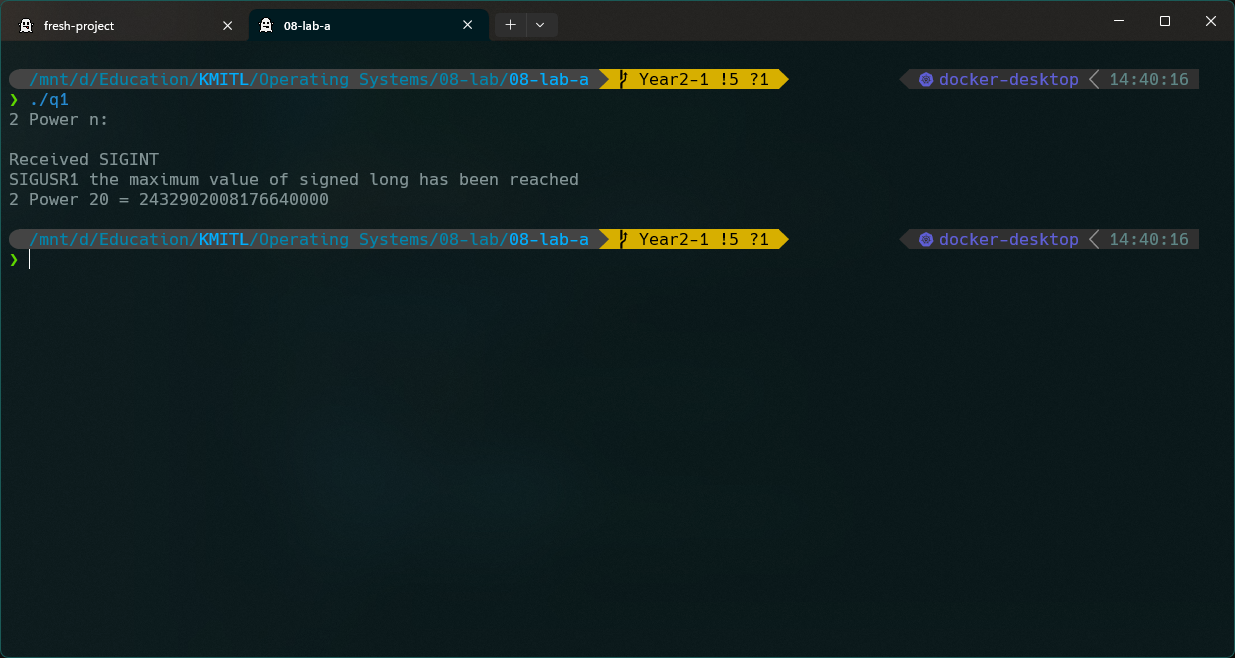 fresh-project
08-lab-a
/mnt/d/Education/KMITL/Operating Systems/08-lab/08-lab-a Year2-1 !5 ?1 docker-desktop 14:40:16
❯ ./q1
2 Power n:
Received SIGINT
SIGUSR1 the maximum value of signed long has been reached
2 Power 20 = 2432902008176640000
/mnt/d/Education/KMITL/Operating Systems/08-lab/08-lab-a Year2-1 !5 ?1 docker-desktop 14:40:16
❯